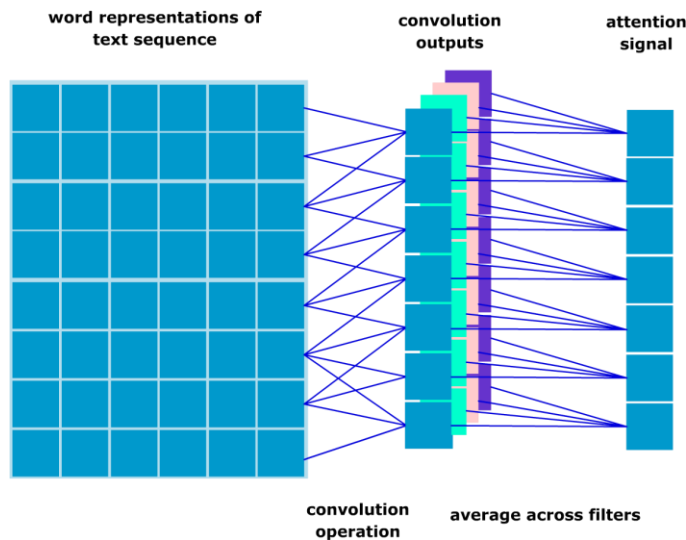 word representations of
text sequence
convolution
outputs
attention
signal
convolution
operation
average across filters